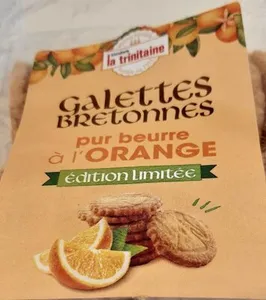 la trinitaine
GALETTES
BRETONNES
pur beurre
à l'ORANGE
édition limitée